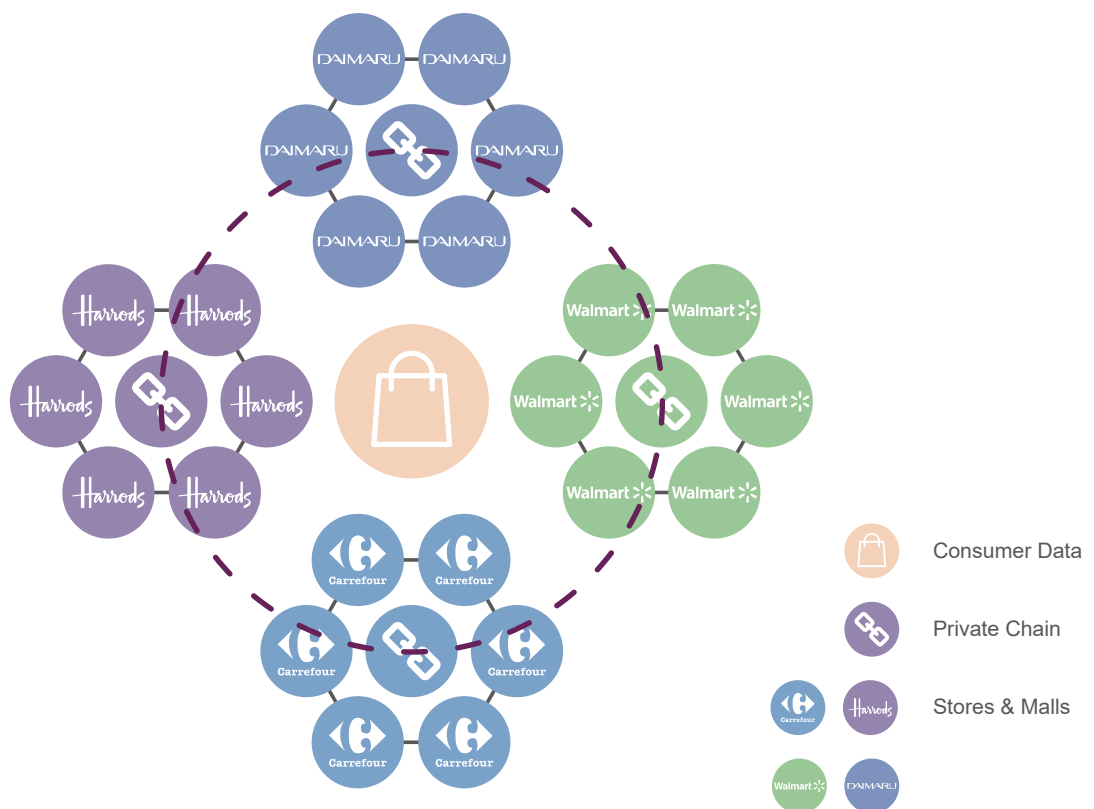 DAIMARU DAIMARU
DAIMARU DAIMARU
DAIMARU DAIMARU
Harrods Harrods
Harrods Harrods
Harrods Harrods
Walmart Walmart
Walmart Walmart
Walmart Walmart
Carrefour Carrefour
Carrefour Carrefour
Carrefour Carrefour
Consumer Data
Private Chain
Carrefour Harrods Stores & Malls
Walmart DAIMARU